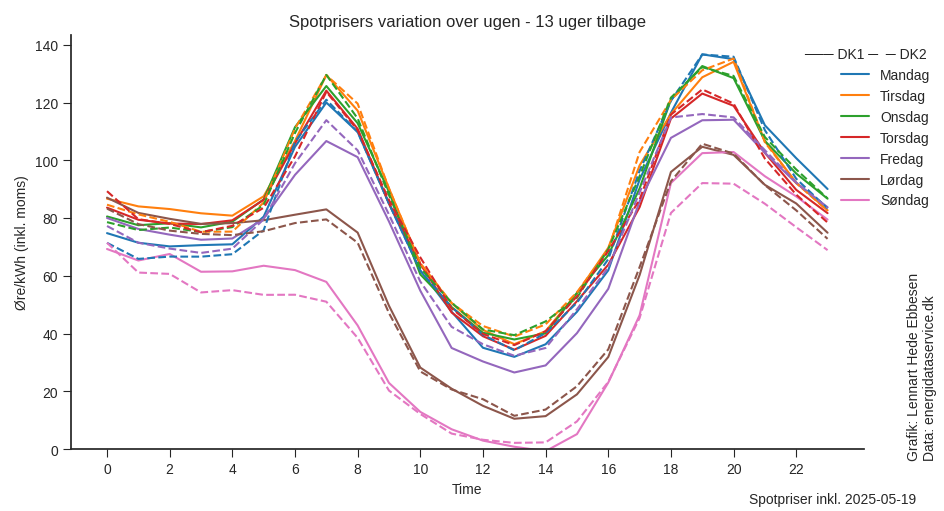 Spotprisers variation over ugen - 13 uger tilbage
Øre/kWh (inkl. moms)
140
120
100
80
60
40
20
0
0 2 4 6 8 10 12 14 16 18 20 22
Time
DK1 DK2
Mandag
Tirsdag
Onsdag
Torsdag
Fredag
Lørdag
Søndag
Grafik: Lennart Hede Ebbesen
Data: energidataservice.dk
Spotpriser inkl. 2025-05-19